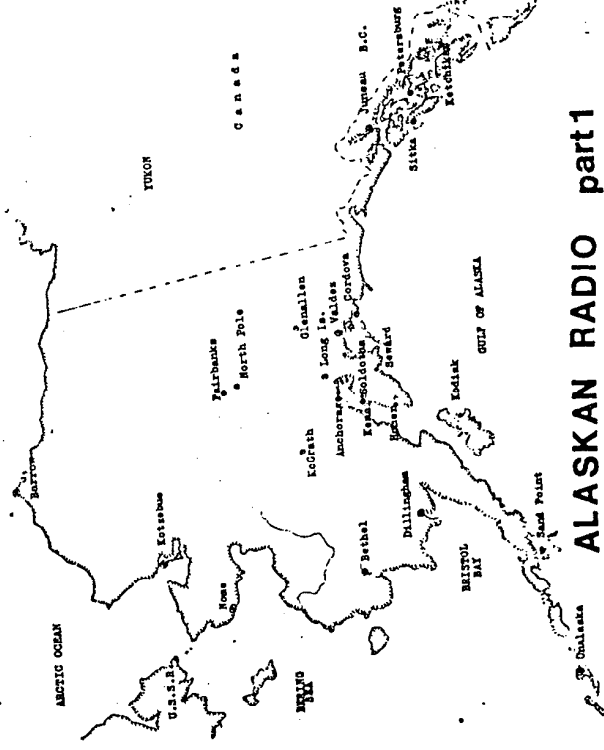 ARCTIC OCEAN
Barrow
U.S.S.R.
Kotzebue
Nome
BERING
SEA
YUKON
Canada
Fairbanks
North Pole
McGrath
Glenallen
Long Is.
Anchorage
Valdez
Cordova
Kenai
Soldotna
Seward
Homer
Bethel
Dillingham
BRISTOL
BAY
Kodiak
GULF OF ALASKA
Juneau
B.C.
Petersburg
Sitka
Ketchikan
Sand Point
Unalaska
ALASKAN RADIO part1